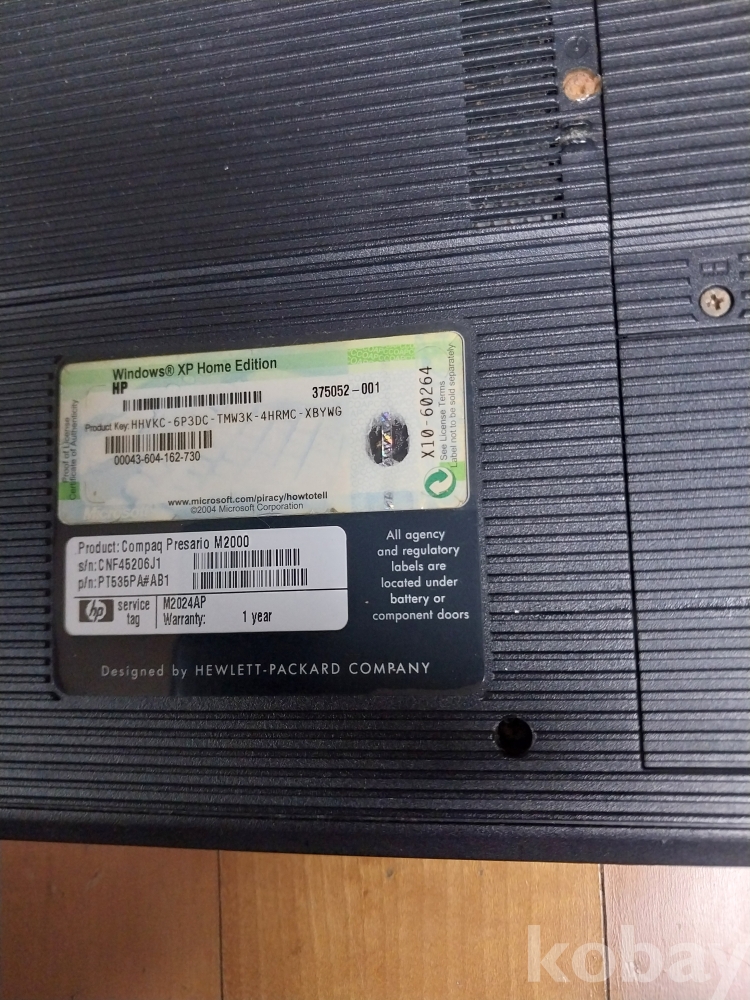 Windows® XP Home Edition
HP
375052-001
Product Key: HHVKC-6P3DC-TMW3K-4HRMC-XBYWG
00043-604-162-730
www.microsoft.com/piracy/howtotell
©2004 Microsoft Corporation
Proof of License
Certificate of Authenticity
X10-60264
See License Terms
Label not to be sold separately
Microsoft
Product: Compaq Presario M2000
s/n: CNF45206J1
p/n: PT535PA#AB1
hp
service
tag
M2024AP
Warranty: 1 year
All agency
and regulatory
labels are
located under
battery or
component doors
Designed by HEWLETT-PACKARD COMPANY
kobay